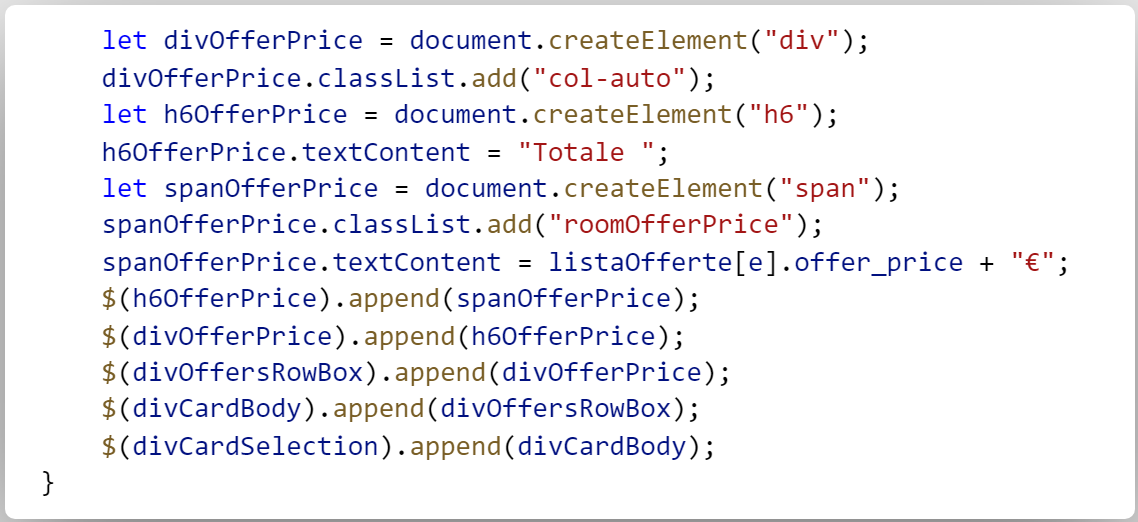 let divOfferPrice = document.createElement("div");
divOfferPrice.classList.add("col-auto");
let h6OfferPrice = document.createElement("h6");
h6OfferPrice.textContent = "Totale ";
let spanOfferPrice = document.createElement("span");
spanOfferPrice.classList.add("roomOfferPrice");
spanOfferPrice.textContent = listaOfferte[e].offer_price + "€";
$(h6OfferPrice).append(spanOfferPrice);
$(divOfferPrice).append(h6OfferPrice);
$(divOffersRowBox).append(divOfferPrice);
$(divCardBody).append(divOffersRowBox);
$(divCardSelection).append(divCardBody);
}